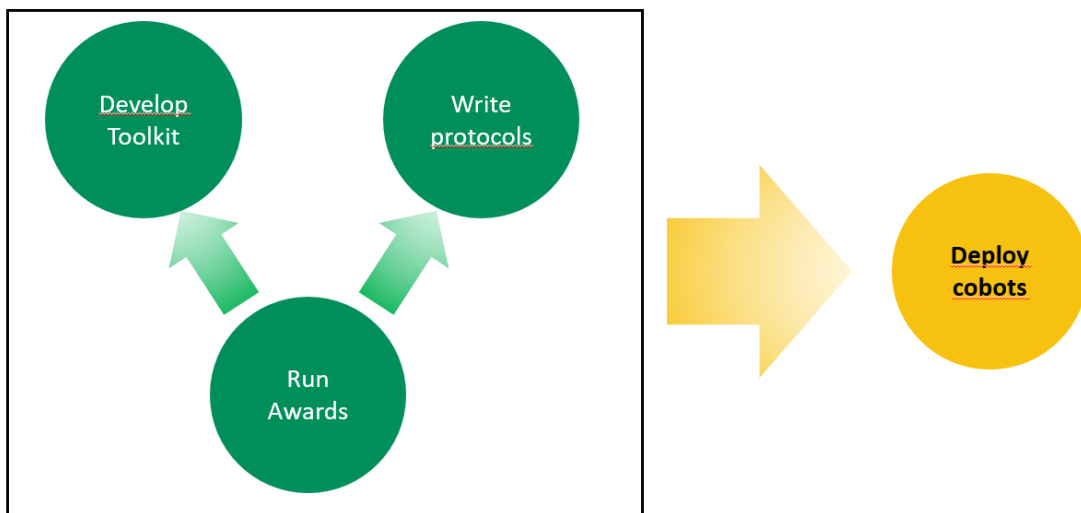 Develop
Toolkit
Write
protocols
Run
Awards
Deploy
cobots